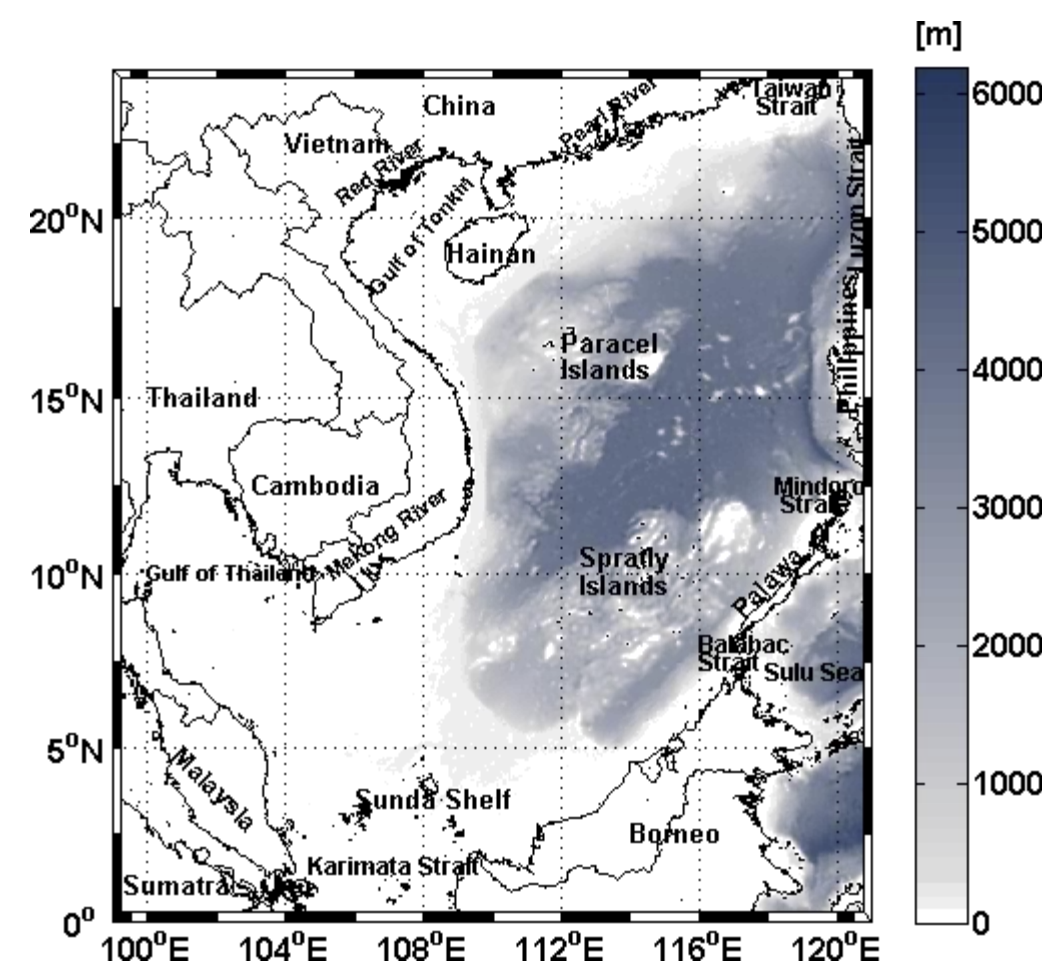 [m]
China
Taiwan
Strait
Pearl River
Vietnam
Red River
Gulf of Tonkin
Hainan
Luzon Strait
Philippines
Paracel
Islands
Thailand
Cambodia
Mekong River
Gulf of Thailand
Mindoro
Strait
Spratly
Islands
Palawa
Balabac
Strait
Sulu Sea
Malaysia
Sunda Shelf
Borneo
Karimata Strait
Sumatra
20°N
15°N
10°N
5°N
0°
100°E 104°E 108°E 112°E 116°E 120°E
6000
5000
4000
3000
2000
1000
0